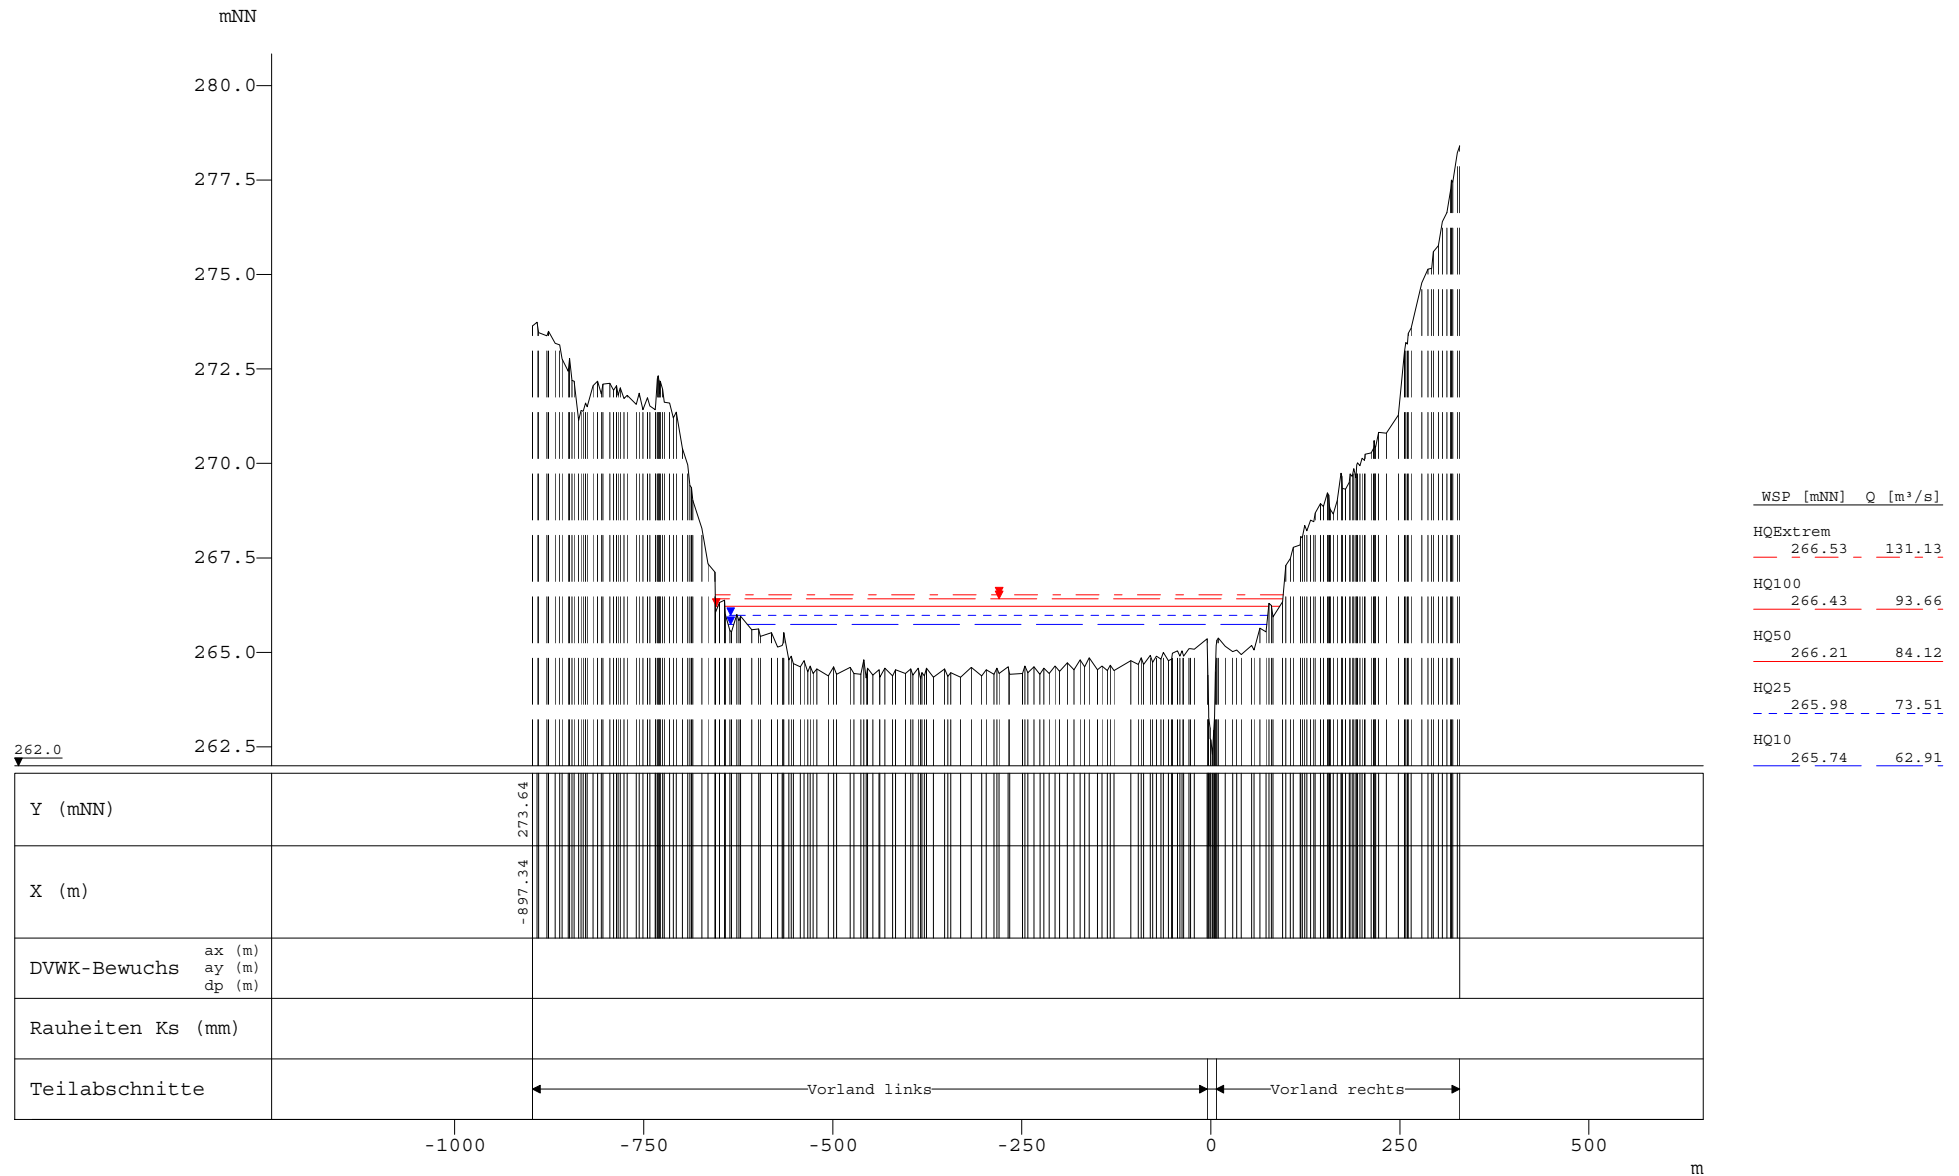 mNN
280.0
277.5
275.0
272.5
270.0
267.5
265.0
262.5
262.0
WSP [mNN] Q [m³/s]
HQExtrem
266.53 131.13
HQ100
266.43 93.66
HQ50
266.21 84.12
HQ25
265.98 73.51
HQ10
265.74 62.91
Y (mNN)
273.64
X (m)
-897.34
DVWK-Bewuchs
ax (m)
ay (m)
dp (m)
Rauheiten Ks (mm)
Teilabschnitte
Vorland links
Vorland rechts
-1000 -750 -500 -250 0 250 500
m